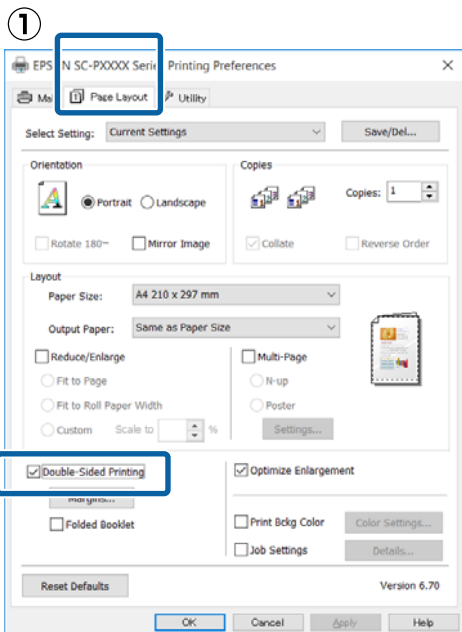 ①
EPS N SC-PXXXX Serie Printing Preferences
Page Layout Utility
Select Setting: Current Settings Save/Del...
Orientation Copies
Portrait Landscape Copies: 1
Rotate 180° Mirror Image Collate Reverse Order
Layout
Paper Size: A4 210 x 297 mm
Output Paper: Same as Paper Size
Reduce/Enlarge Multi-Page
Fit to Page N-up
Fit to Roll Paper Width Poster
Custom Scale to % Settings...
Double-Sided Printing Optimize Enlargement
Margins...
Folded Booklet Print Bckg Color Color Settings...
Job Settings Details...
Reset Defaults Version 6.70
OK Cancel Apply Help